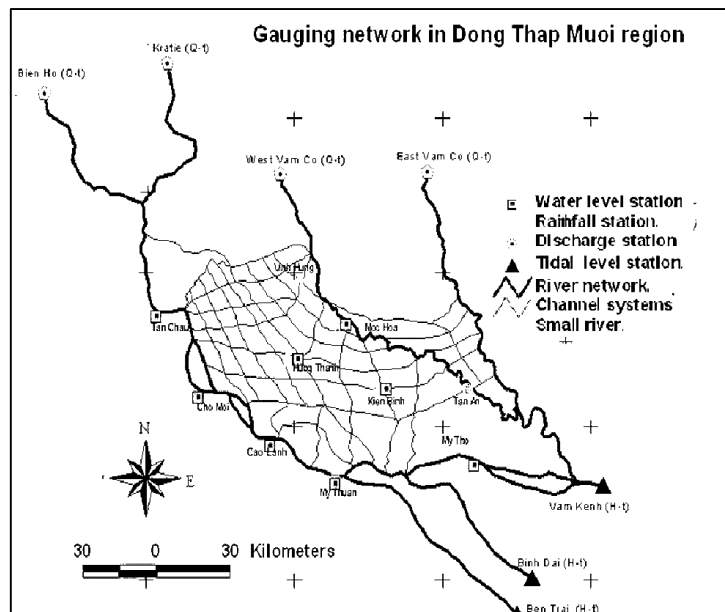 Gauging network in Dong Thap Muoi region
Kratie (Q-t)
Bien Ho (Q-t)
West Vam Co (Q-t)
East Vam Co (Q-t)
Water level station
Rainfall station.
Discharge station
Tidal level station.
River network.
Channel systems
Small river.
Vinh Hung
Tan Chau
Moc Hoa
Hung Thanh
Kien Binh
Tan An
Cho Moi
N
E
My Tho
Cao Lanh
My Thuan
Vam Kenh (H-t)
30 0 30 Kilometers
Binh Dai (H-t)
Ben Trai (H-t)